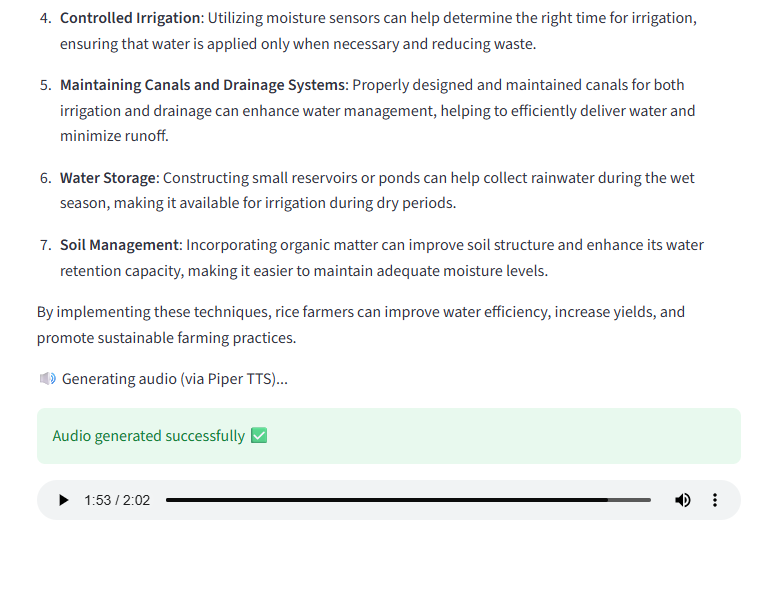 4. Controlled Irrigation: Utilizing moisture sensors can help determine the right time for irrigation,
ensuring that water is applied only when necessary and reducing waste.
5. Maintaining Canals and Drainage Systems: Properly designed and maintained canals for both
irrigation and drainage can enhance water management, helping to efficiently deliver water and
minimize runoff.
6. Water Storage: Constructing small reservoirs or ponds can help collect rainwater during the wet
season, making it available for irrigation during dry periods.
7. Soil Management: Incorporating organic matter can improve soil structure and enhance its water
retention capacity, making it easier to maintain adequate moisture levels.
By implementing these techniques, rice farmers can improve water efficiency, increase yields, and
promote sustainable farming practices.
🔊 Generating audio (via Piper TTS)...
Audio generated successfully ✅
1:53 / 2:02